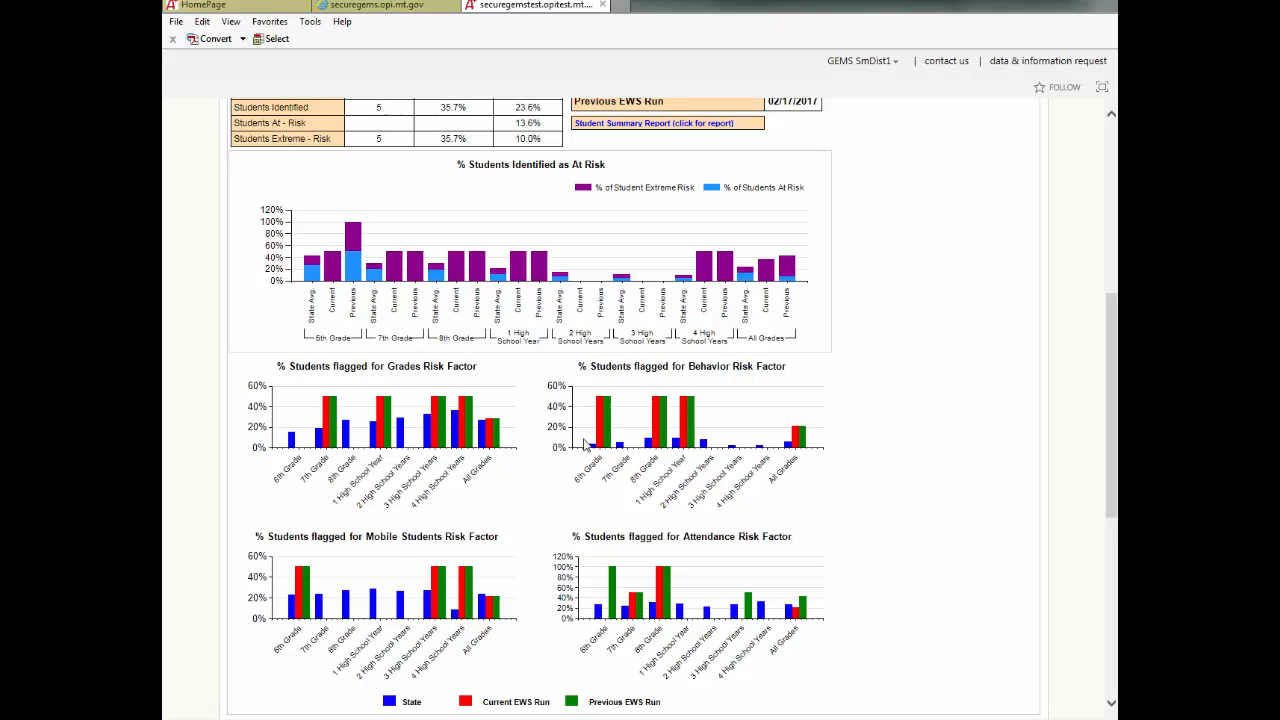 HomePage securegems.opi.mt.gov securegemstest.opitest.mt....
File Edit View Favorites Tools Help
Convert Select
GEMS SmDist1 | contact us | data & information request
FOLLOW
Previous EWS Run 02/17/2017
Students Identified 5 35.7% 23.6%
Students At - Risk 13.6%
Student Summary Report (click for report)
Students Extreme - Risk 5 35.7% 10.0%
% Students Identified as At Risk
% of Student Extreme Risk % of Students At Risk
120%
100%
80%
60%
40%
20%
0%
State Avg. Current Previous State Avg. Current Previous State Avg. Current Previous State Avg. Current Previous State Avg. Current Previous State Avg. Current Previous State Avg. Current Previous State Avg. Current Previous
6th Grade 7th Grade 8th Grade 1 High School Year 2 High School Years 3 High School Years 4 High School Years All Grades
% Students flagged for Grades Risk Factor
60%
40%
20%
0%
6th Grade 7th Grade 8th Grade 1 High School Year 2 High School Years 3 High School Years 4 High School Years All Grades
% Students flagged for Behavior Risk Factor
60%
40%
20%
0%
6th Grade 7th Grade 8th Grade 1 High School Year 2 High School Years 3 High School Years 4 High School Years All Grades
% Students flagged for Mobile Students Risk Factor
60%
40%
20%
0%
6th Grade 7th Grade 8th Grade 1 High School Year 2 High School Years 3 High School Years 4 High School Years All Grades
% Students flagged for Attendance Risk Factor
120%
100%
80%
60%
40%
20%
0%
6th Grade 7th Grade 8th Grade 1 High School Year 2 High School Years 3 High School Years 4 High School Years All Grades
State Current EWS Run Previous EWS Run